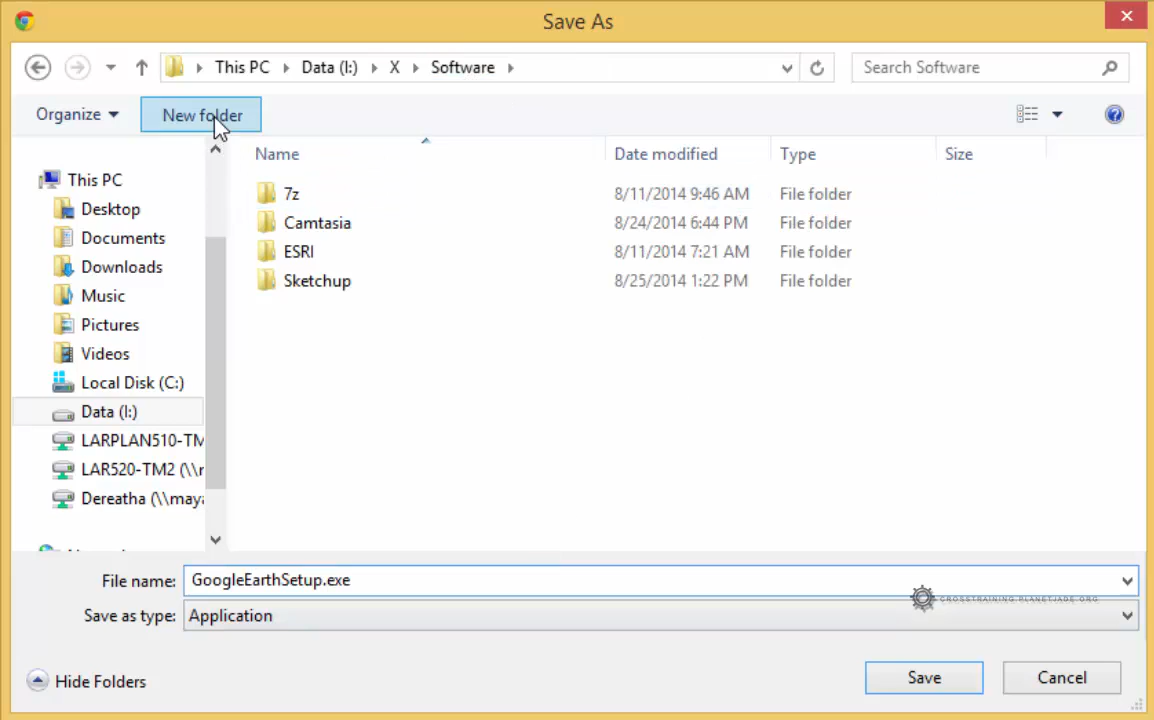 Save As
This PC Data (I:) X Software
Search Software
Organize
New folder
Name Date modified Type Size
7z 8/11/2014 9:46 AM File folder
Camtasia 8/24/2014 6:44 PM File folder
ESRI 8/11/2014 7:21 AM File folder
Sketchup 8/25/2014 1:22 PM File folder
This PC
Desktop
Documents
Downloads
Music
Pictures
Videos
Local Disk (C:)
Data (I:)
LARPLAN510-TM
LAR520-TM2 (\\r
Dereatha (\\may
File name: GoogleEarthSetup.exe
CROSSTRAINING.PLANETJADE.ORG
Save as type: Application
Hide Folders
Save
Cancel